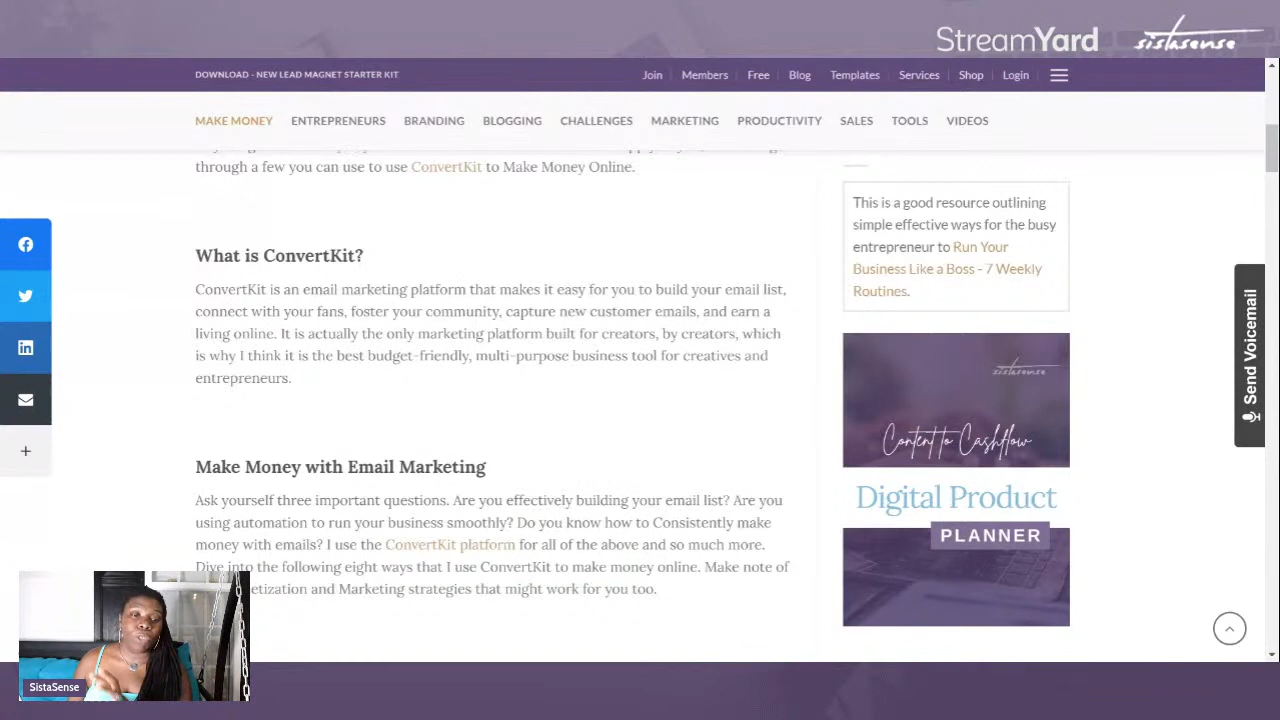 StreamYard
sistasense
DOWNLOAD - NEW LEAD MAGNET STARTER KIT
Join
Members
Free
Blog
Templates
Services
Shop
Login
MAKE MONEY
ENTREPRENEURS
BRANDING
BLOGGING
CHALLENGES
MARKETING
PRODUCTIVITY
SALES
TOOLS
VIDEOS
through a few you can use to use ConvertKit to Make Money Online.
What is ConvertKit?
ConvertKit is an email marketing platform that makes it easy for you to build your email list,
connect with your fans, foster your community, capture new customer emails, and earn a
living online. It is actually the only marketing platform built for creators, by creators, which
is why I think it is the best budget-friendly, multi-purpose business tool for creatives and
entrepreneurs.
Make Money with Email Marketing
Ask yourself three important questions. Are you effectively building your email list? Are you
using automation to run your business smoothly? Do you know how to Consistently make
money with emails? I use the ConvertKit platform for all of the above and so much more.
Dive into the following eight ways that I use ConvertKit to make money online. Make note of
and Marketing strategies that might work for you too.
This is a good resource outlining
simple effective ways for the busy
entrepreneur to Run Your
Business Like a Boss - 7 Weekly
Routines.
sistasense
Content to Cashflow
Digital Product
PLANNER
Send Voicemail
SistaSense